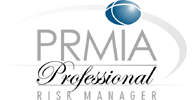 PRMIA
Professional
RISK MANAGER